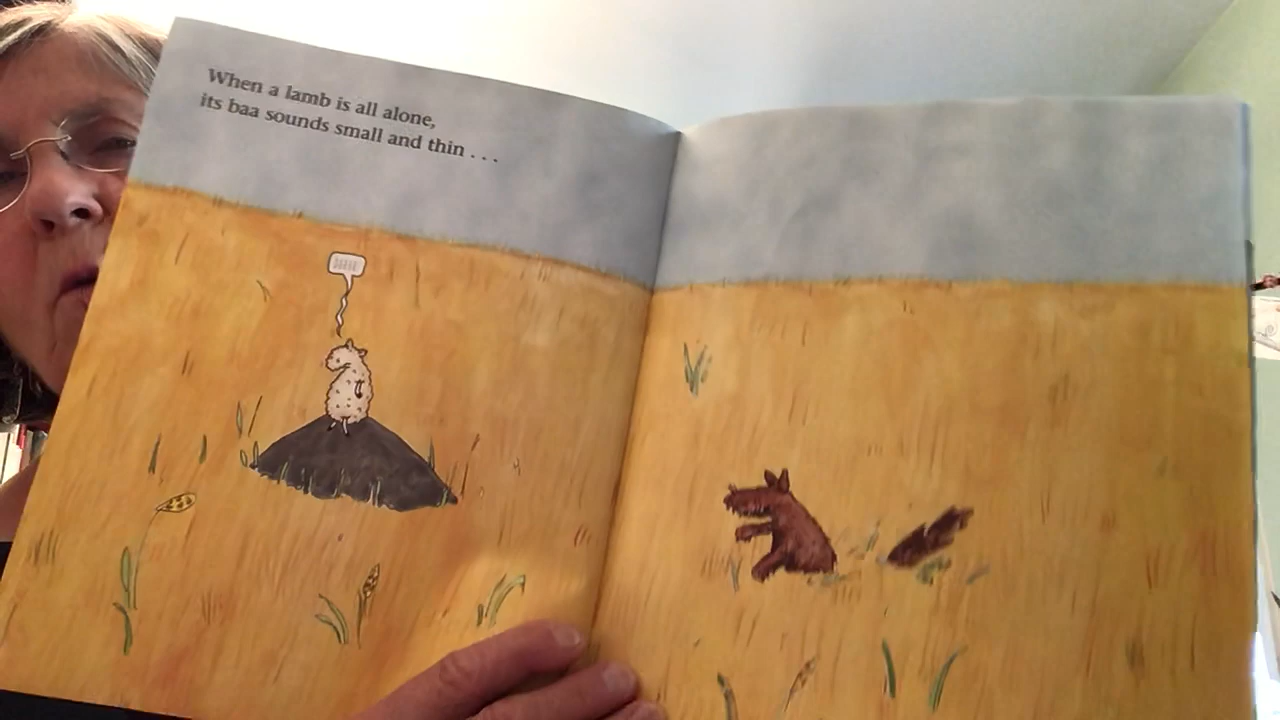 When a lamb is all alone,
its baa sounds small and thin . . .